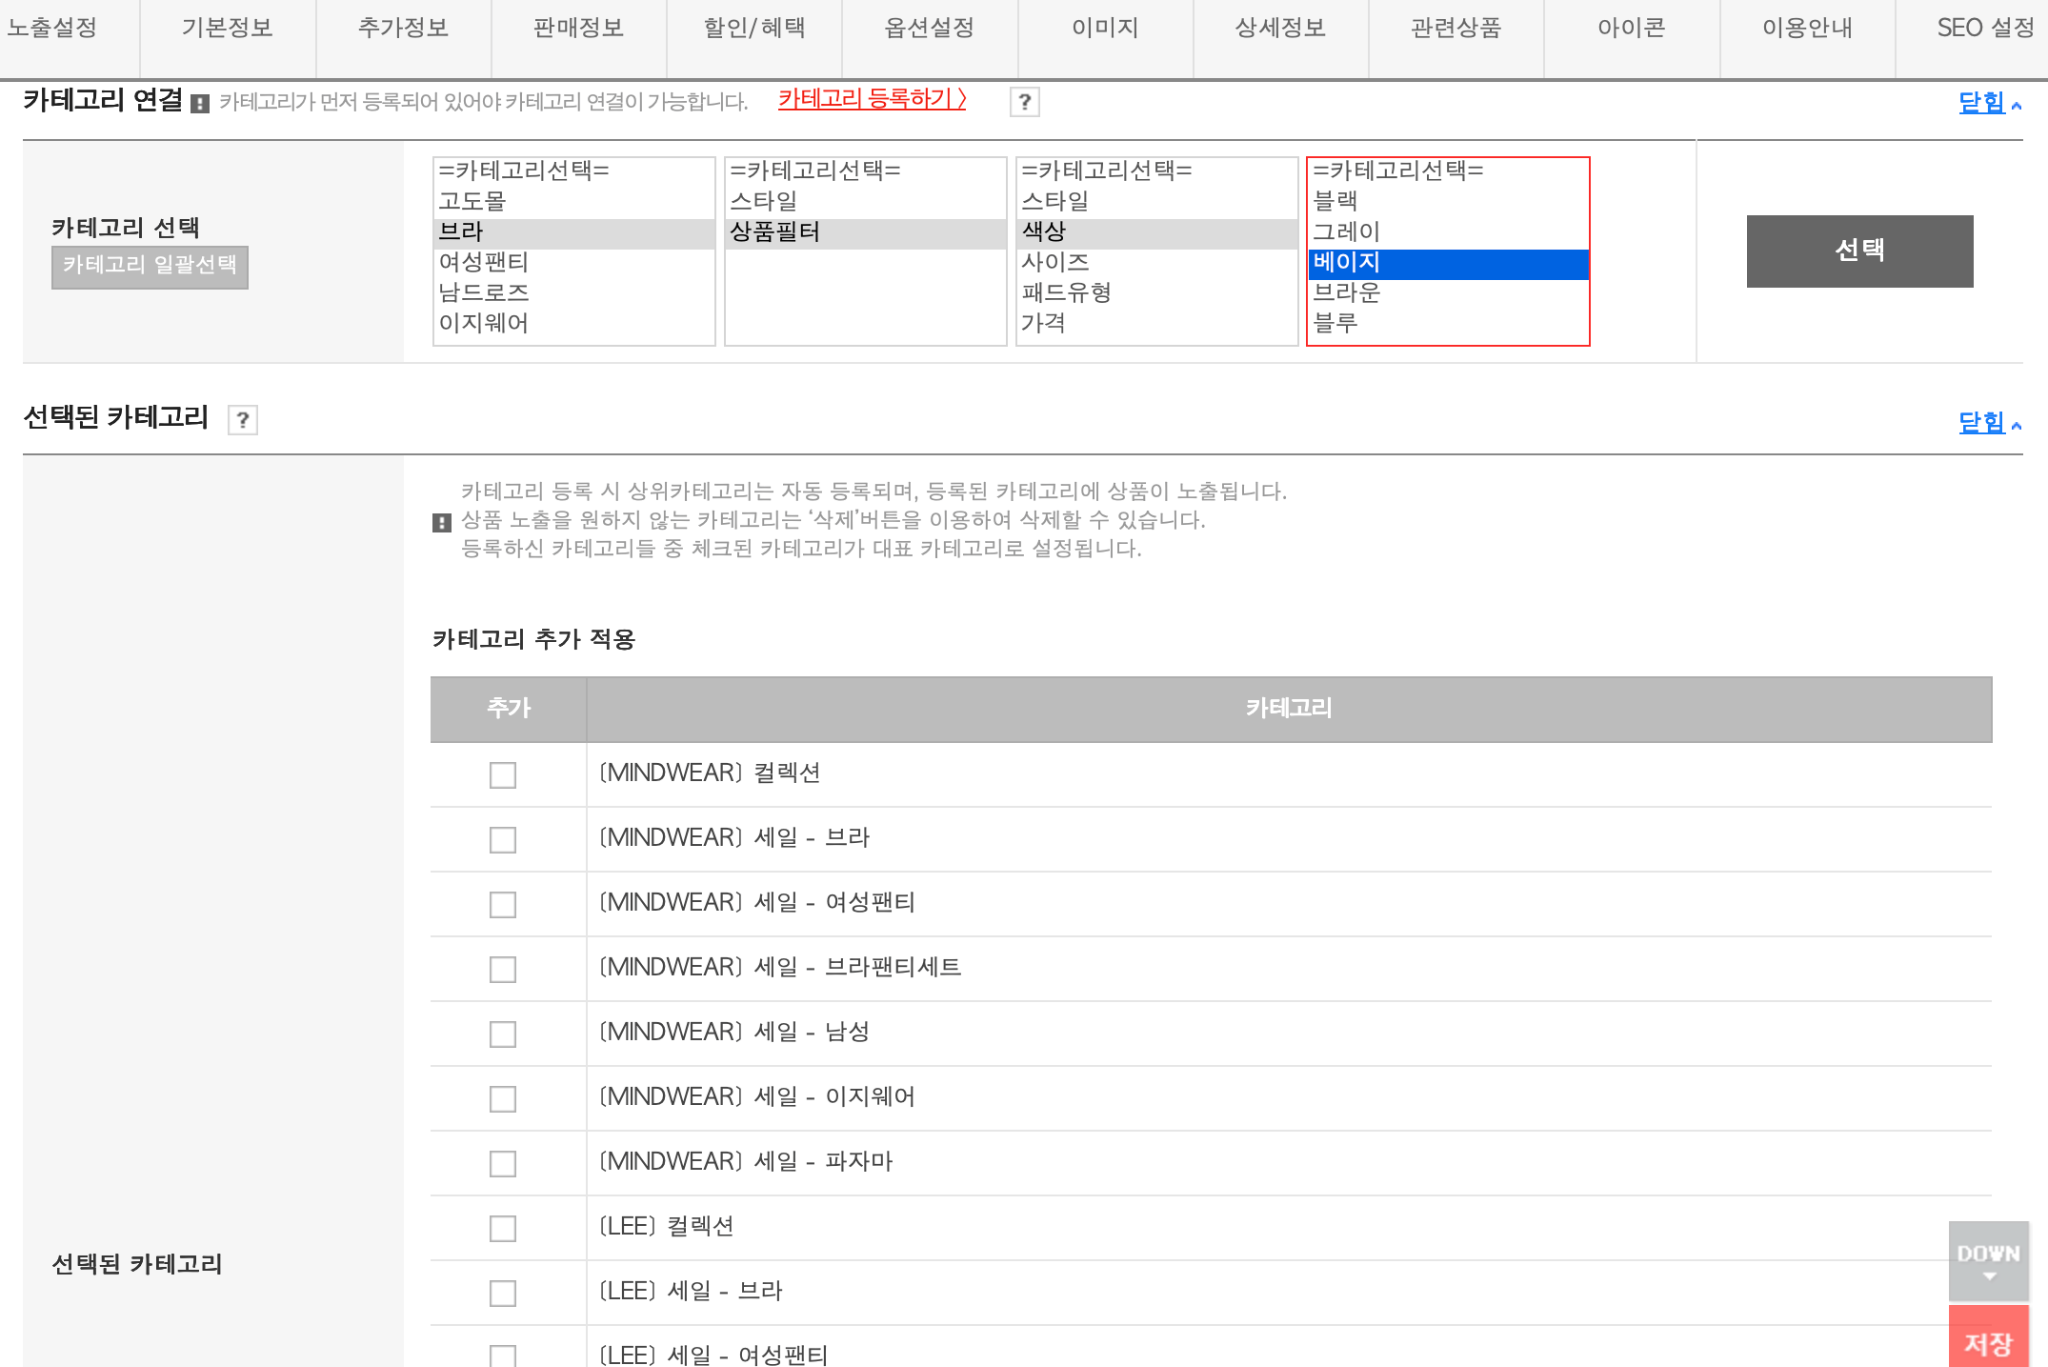 노출설정
기본정보
추가정보
판매정보
할인/혜택
옵션설정
이미지
상세정보
관련상품
아이콘
이용안내
SEO 설정
카테고리 연결 ! 카테고리가 먼저 등록되어 있어야 카테고리 연결이 가능합니다. 카테고리 등록하기 〉 ?
닫힘
카테고리 선택
카테고리 일괄선택
=카테고리선택=
고도몰
브라
여성팬티
남드로즈
이지웨어
=카테고리선택=
스타일
상품필터
=카테고리선택=
스타일
색상
사이즈
패드유형
가격
=카테고리선택=
블랙
그레이
베이지
브라운
블루
선택
선택된 카테고리 ?
닫힘
카테고리 등록 시 상위카테고리는 자동 등록되며, 등록된 카테고리에 상품이 노출됩니다.
! 상품 노출을 원하지 않는 카테고리는 ‘삭제’버튼을 이용하여 삭제할 수 있습니다.
등록하신 카테고리들 중 체크된 카테고리가 대표 카테고리로 설정됩니다.
카테고리 추가 적용
추가
카테고리
[MINDWEAR] 컬렉션
[MINDWEAR] 세일 - 브라
[MINDWEAR] 세일 - 여성팬티
[MINDWEAR] 세일 - 브라팬티세트
[MINDWEAR] 세일 - 남성
[MINDWEAR] 세일 - 이지웨어
[MINDWEAR] 세일 - 파자마
[LEE] 컬렉션
선택된 카테고리
[LEE] 세일 - 브라
[LEE] 세일 - 여성팬티
DOWN
저장